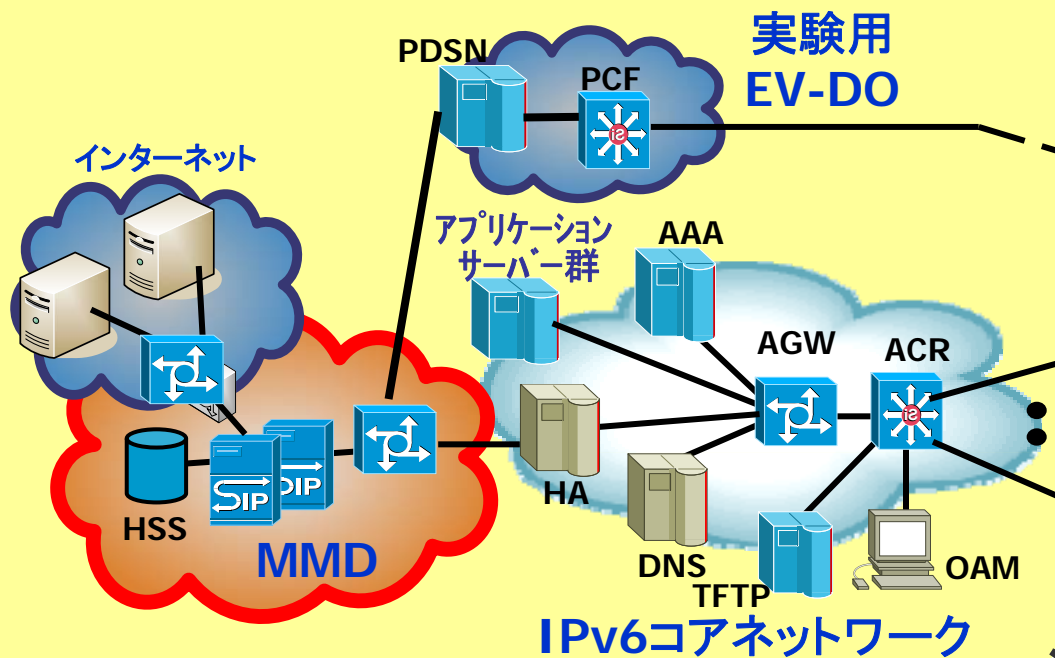 実験用
EV-DO
PDSN
PCF
Si
インターネット
アプリケーション
サーバー群
AAA
AGW
ACR
Si
HSS
SIP
SIP
MMD
HA
DNS
TFTP
OAM
IPv6コアネットワーク